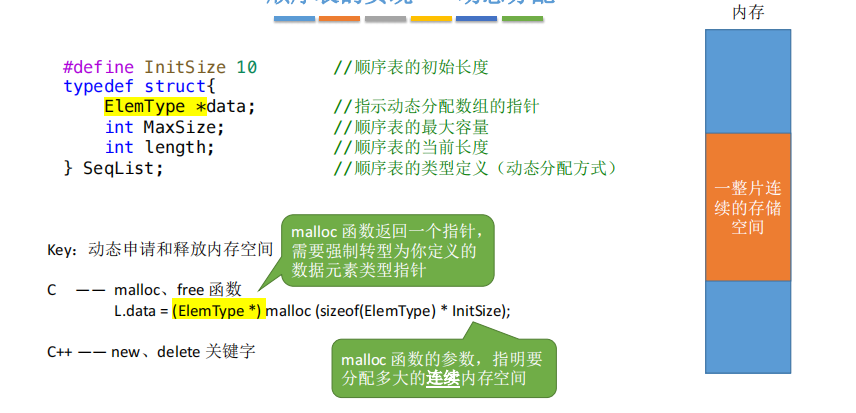 内存
#define InitSize 10 //顺序表的初始长度
typedef struct{
ElemType *data; //指示动态分配数组的指针
int MaxSize; //顺序表的最大容量
int length; //顺序表的当前长度
} SeqList; //顺序表的类型定义（动态分配方式）
一整片连
续的存储
空间
malloc 函数返回一个指针，
需要强制转型为你定义的
数据元素类型指针
Key：动态申请和释放内存空间
C —— malloc、free 函数
L.data = (ElemType *) malloc (sizeof(ElemType) * InitSize);
C++ —— new、delete 关键字
malloc 函数的参数，指明要
分配多大的连续内存空间